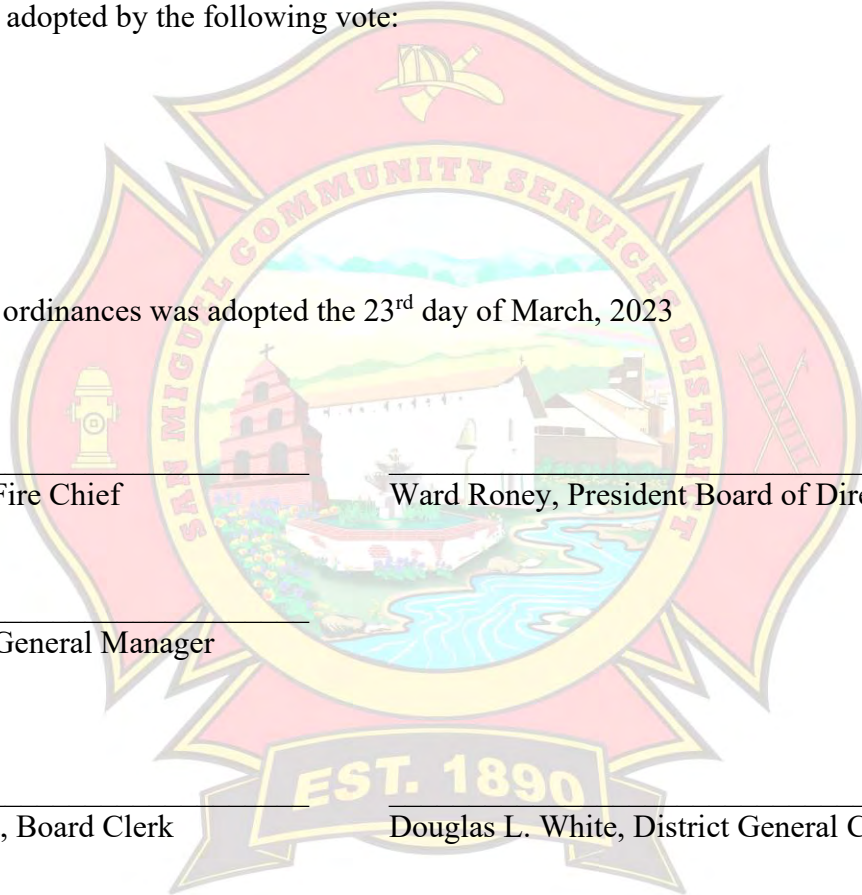 adopted by the following vote:
SAN MIGUEL COMMUNITY SERVICES DISTRICT
ordinances was adopted the 23rd day of March, 2023
Fire Chief
Ward Roney, President Board of Dire
General Manager
EST. 1890
, Board Clerk
Douglas L. White, District General C